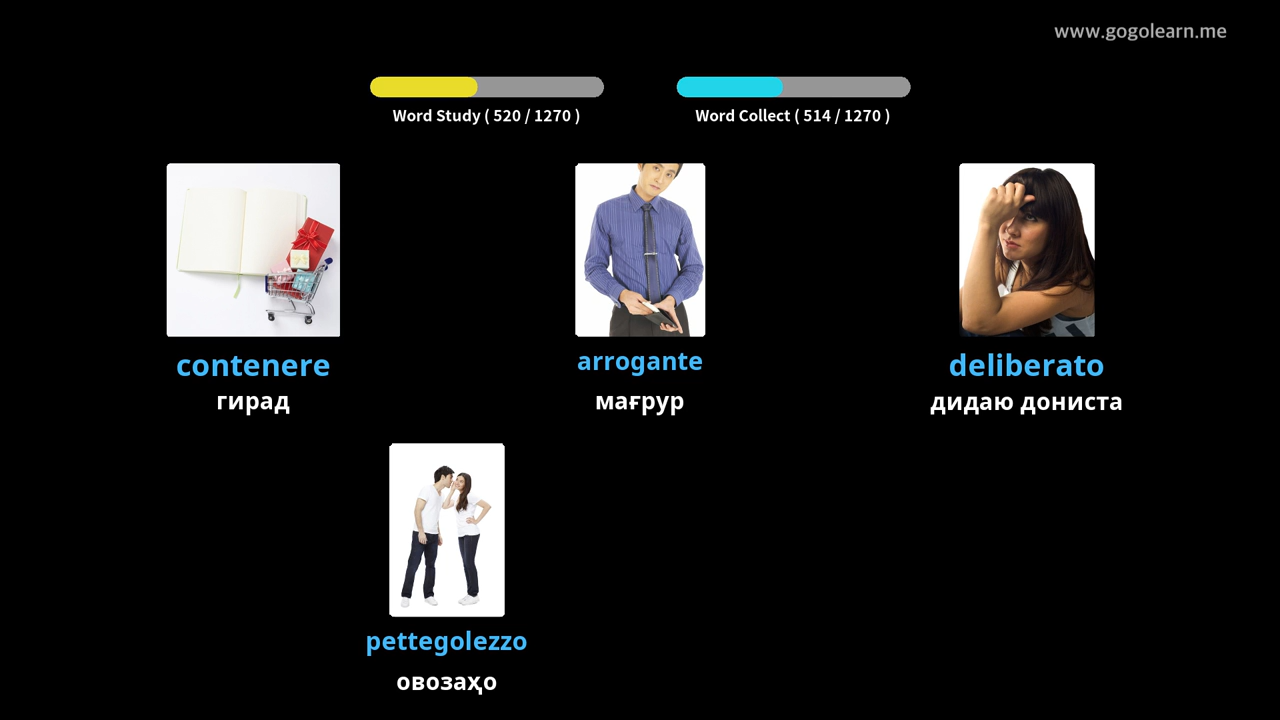 www.gogolearn.me
Word Study ( 520 / 1270 )
Word Collect ( 514 / 1270 )
contenere
гирад
arrogante
мағрур
deliberato
дидаю дониста
pettegolezzo
овозаҳо